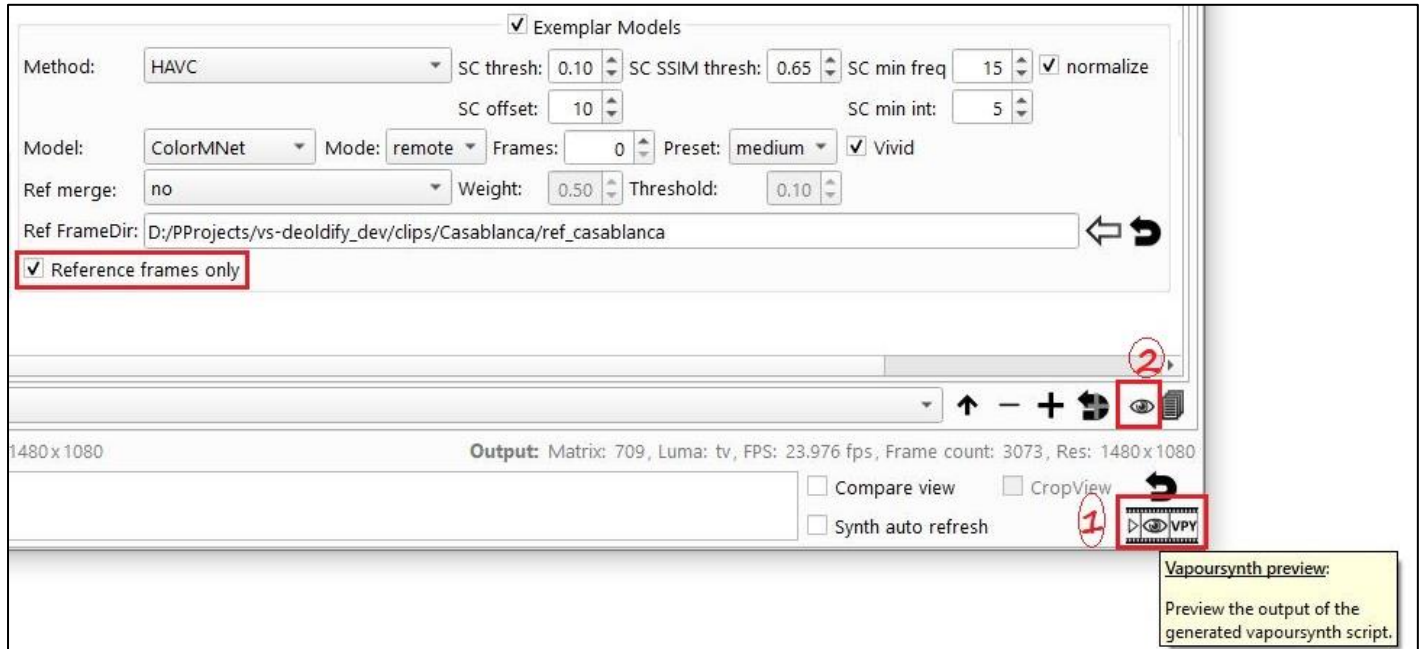 Exemplar Models
Method: HAVC SC thresh: 0.10 SC SSIM thresh: 0.65 SC min freq 15 normalize
SC offset: 10 SC min int: 5
Model: ColorMNet Mode: remote Frames: 0 Preset: medium Vivid
Ref merge: no Weight: 0.50 Threshold: 0.10
Ref FrameDir: D:/PProjects/vs-deoldify_dev/clips/Casablanca/ref_casablanca
Reference frames only
2
1480 x 1080 Output: Matrix: 709, Luma: tv, FPS: 23.976 fps, Frame count: 3073, Res: 1480 x 1080
Compare view CropView
1 Synth auto refresh VPY
Vapoursynth preview:
Preview the output of the
generated vapoursynth script.